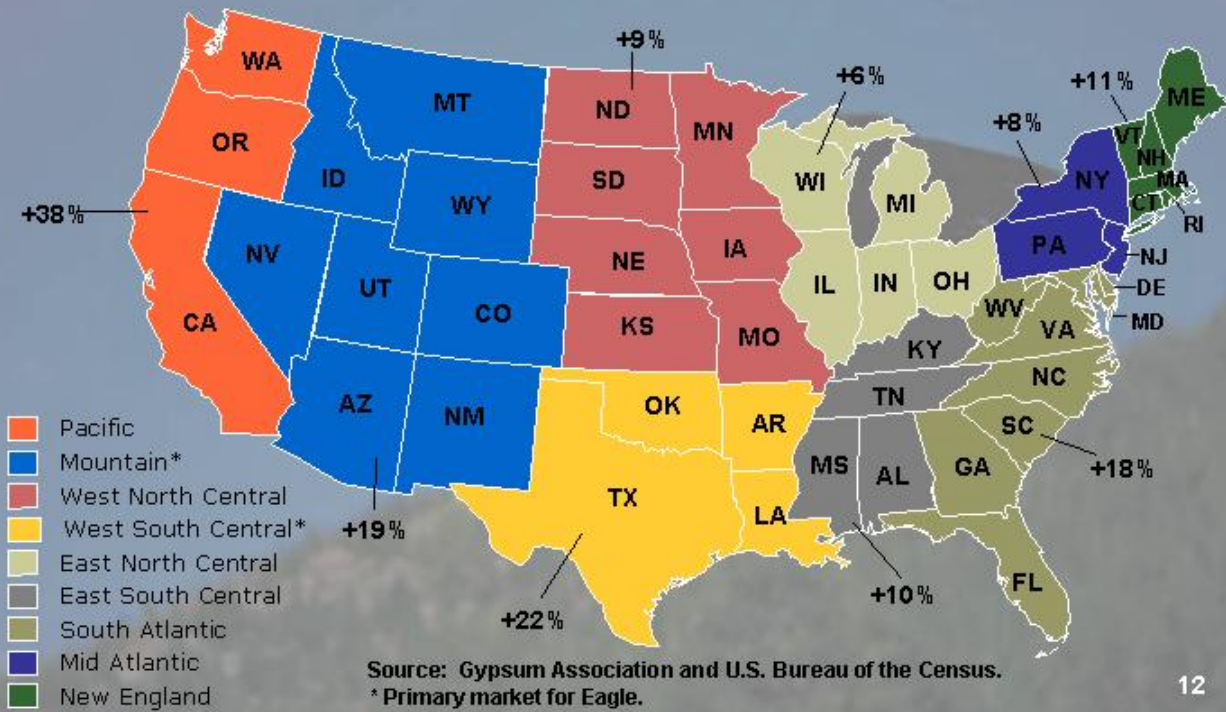 +9%
+6%
+11%
+8%
+38%
WA
MT
ND
MN
ME
VT
NH
OR
ID
SD
WI
MI
NY
MA
CT
RI
WY
NV
NE
IA
PA
NJ
UT
CO
IL
IN
OH
DE
CA
KS
MO
WV
VA
MD
KY
AZ
NM
OK
AR
TN
NC
SC
MS
AL
GA
+18%
TX
LA
+19%
FL
+22%
+10%
Pacific
Mountain*
West North Central
West South Central*
East North Central
East South Central
South Atlantic
Mid Atlantic
New England
Source: Gypsum Association and U.S. Bureau of the Census.
* Primary market for Eagle.
12